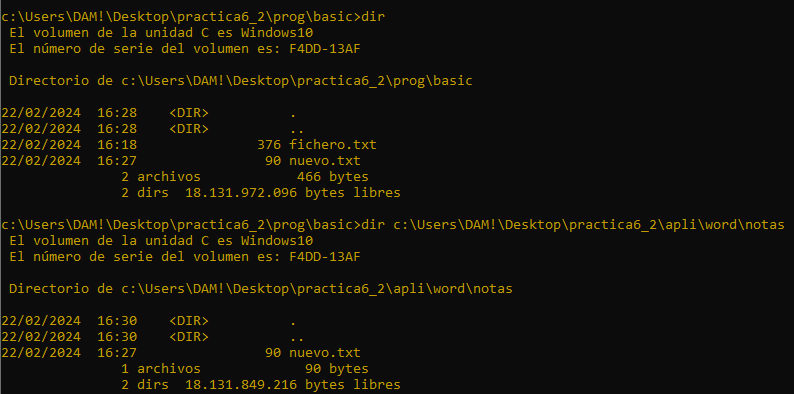 c:\Users\DAM!\Desktop\practica6_2\prog\basic>dir
El volumen de la unidad C es Windows10
El número de serie del volumen es: F4DD-13AF
Directorio de c:\Users\DAM!\Desktop\practica6_2\prog\basic
22/02/2024  16:28    <DIR>          .
22/02/2024  16:28    <DIR>          ..
22/02/2024  16:18               376 fichero.txt
22/02/2024  16:27                90 nuevo.txt
               2 archivos            466 bytes
               2 dirs  18.131.972.096 bytes libres
c:\Users\DAM!\Desktop\practica6_2\prog\basic>dir c:\Users\DAM!\Desktop\practica6_2\apli\word\notas
El volumen de la unidad C es Windows10
El número de serie del volumen es: F4DD-13AF
Directorio de c:\Users\DAM!\Desktop\practica6_2\apli\word\notas
22/02/2024  16:30    <DIR>          .
22/02/2024  16:30    <DIR>          ..
22/02/2024  16:27                90 nuevo.txt
               1 archivos             90 bytes
               2 dirs  18.131.849.216 bytes libres